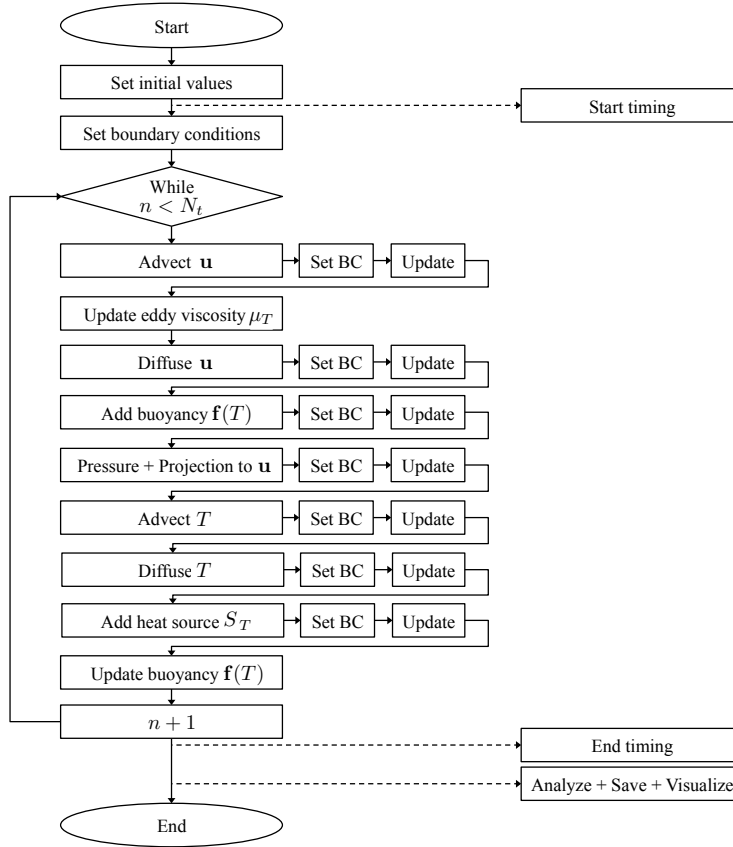 Start
Set initial values
Start timing
Set boundary conditions
While
n < N_t
Advect u
Set BC
Update
Update eddy viscosity μ_T
Diffuse u
Set BC
Update
Add buoyancy f(T)
Set BC
Update
Pressure + Projection to u
Set BC
Update
Advect T
Set BC
Update
Diffuse T
Set BC
Update
Add heat source S_T
Set BC
Update
Update buoyancy f(T)
n + 1
End timing
Analyze + Save + Visualize
End